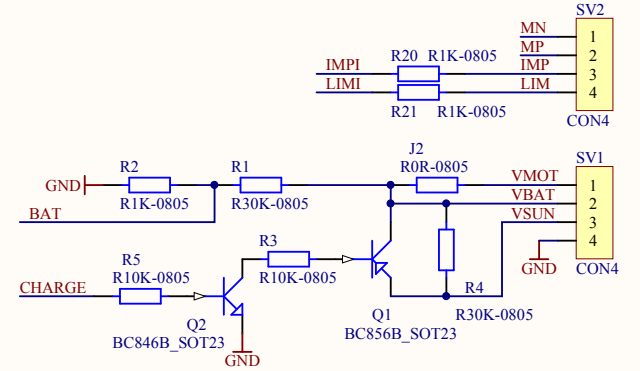 SV2
MN
1
MP
2
R20 R1K-0805
IMPI
IMP
3
LIMI
LIM
4
R21 R1K-0805
CON4
J2
SV1
R2
R1
R0R-0805
VMOT
1
GND
VBAT
2
R1K-0805
R30K-0805
BAT
VSUN
3
R3
4
R5
GND
CON4
R10K-0805
R10K-0805
CHARGE
R4
Q2
Q1
R30K-0805
BC846B_SOT23
BC856B_SOT23
GND